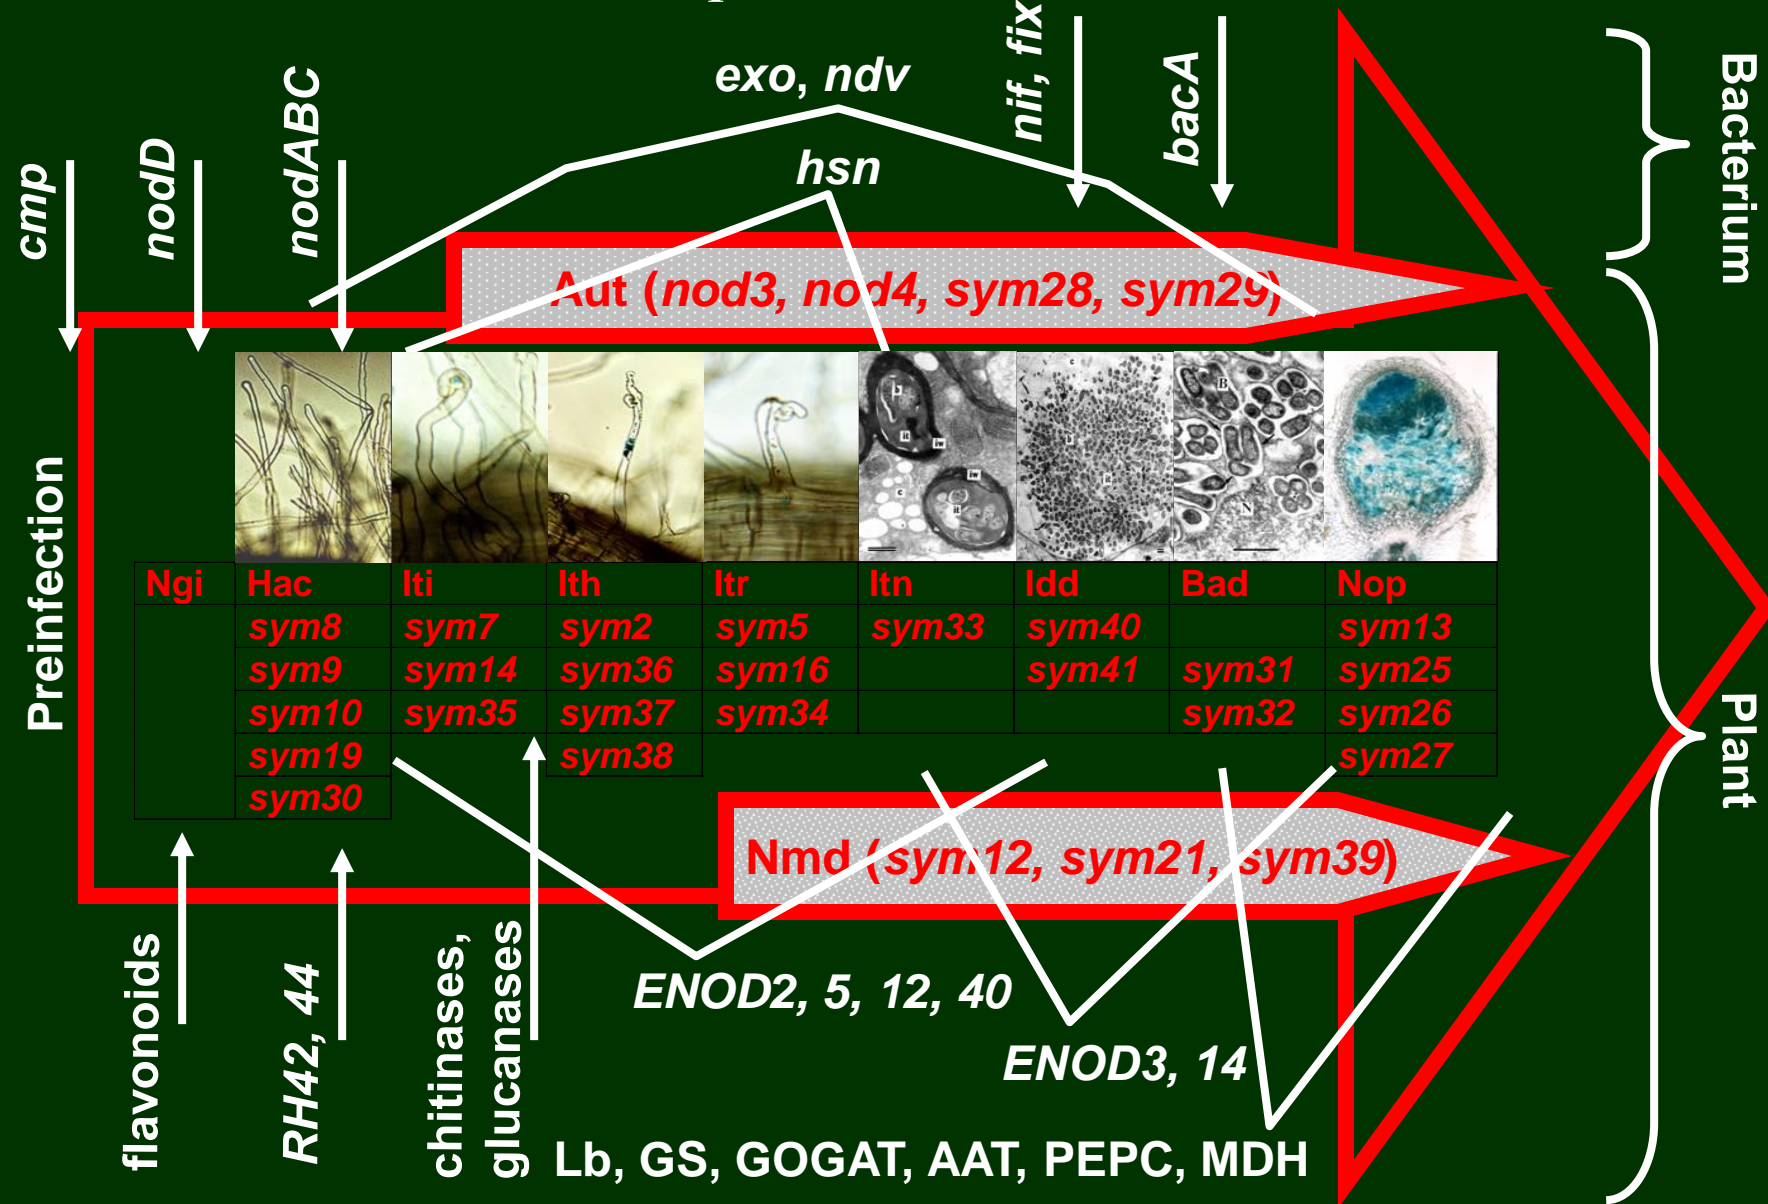 exo, ndv
nif, fix
bacA
hsn
cmp
nodD
nodABC
Bacterium
Aut (nod3, nod4, sym28, sym29)
Preinfection
Plant
Ngi Hac Iti Ith Itr Itn Idd Bad Nop
sym8 sym7 sym2 sym5 sym33 sym40 sym13
sym9 sym14 sym36 sym16 sym41 sym31 sym25
sym10 sym35 sym37 sym34 sym32 sym26
sym19 sym38 sym27
sym30
Nmd (sym12, sym21, sym39)
flavonoids
RH42, 44
chitinases,
glucanases
ENOD2, 5, 12, 40
ENOD3, 14
Lb, GS, GOGAT, AAT, PEPC, MDH